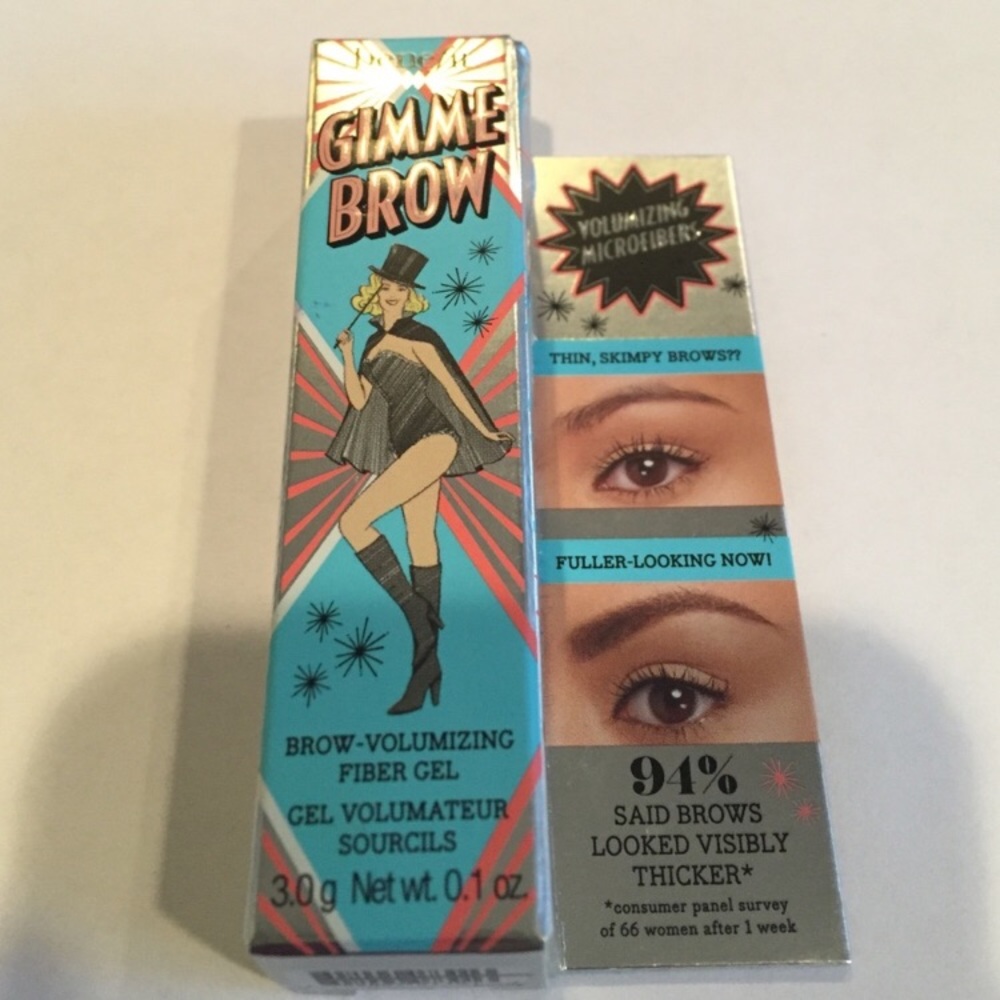 benefit
GIMME
BROW
BROW-VOLUMIZING
FIBER GEL
GEL VOLUMATEUR
SOURCILS
3.0 g Net wt. 0.1 oz.
VOLUMIZING
MICROFIBERS
THIN, SKIMPY BROWS??
FULLER-LOOKING NOW!
94%
SAID BROWS
LOOKED VISIBLY
THICKER*
*consumer panel survey
of 66 women after 1 week